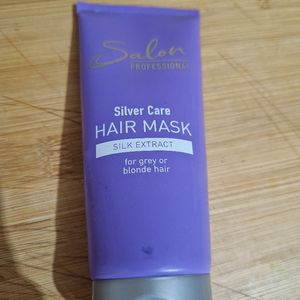 Salon
PROFESSIONAL
Silver Care
HAIR MASK
SILK EXTRACT
for grey or
blonde hair